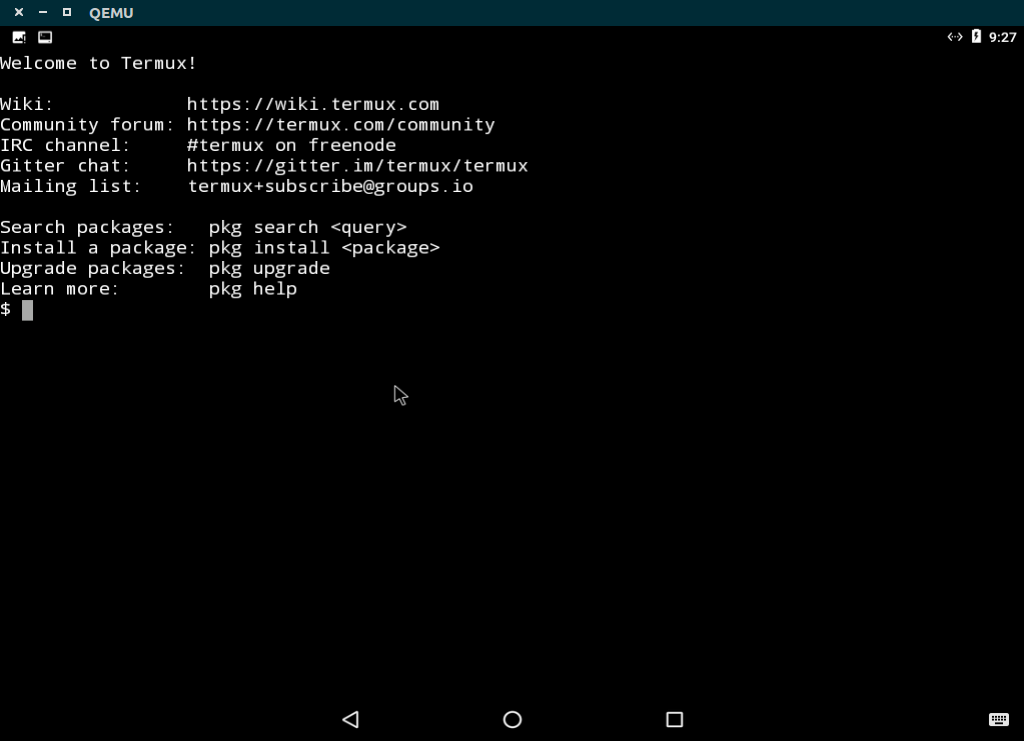 QEMU
9:27
Welcome to Termux!
Wiki: https://wiki.termux.com
Community forum: https://termux.com/community
IRC channel: #termux on freenode
Gitter chat: https://gitter.im/termux/termux
Mailing list: termux+subscribe@groups.io
Search packages: pkg search <query>
Install a package: pkg install <package>
Upgrade packages: pkg upgrade
Learn more: pkg help
$